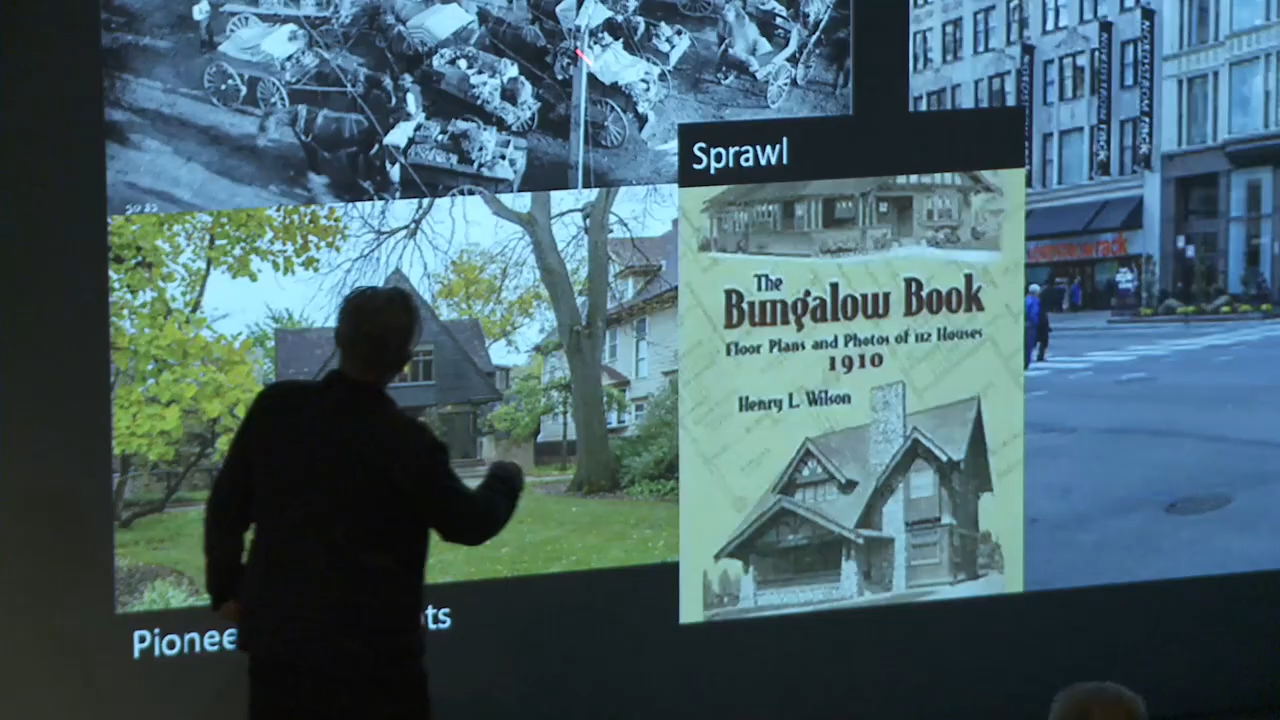 Sprawl
The
Bungalow Book
Floor Plans and Photos of 112 Houses
1910
Henry L. Wilson
Pionee
ts